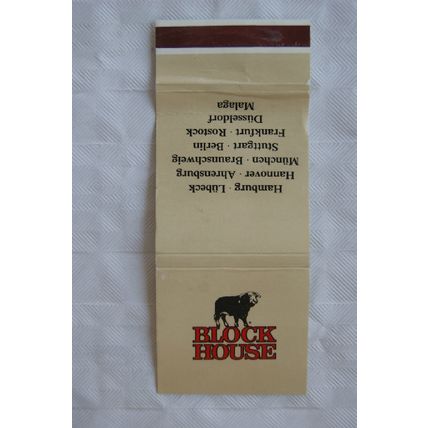 Hamburg · Lübeck
Hannover · Ahrensburg
München · Braunschweig
Stuttgart · Berlin
Frankfurt · Rostock
Düsseldorf
Malaga
BLOCK
HOUSE